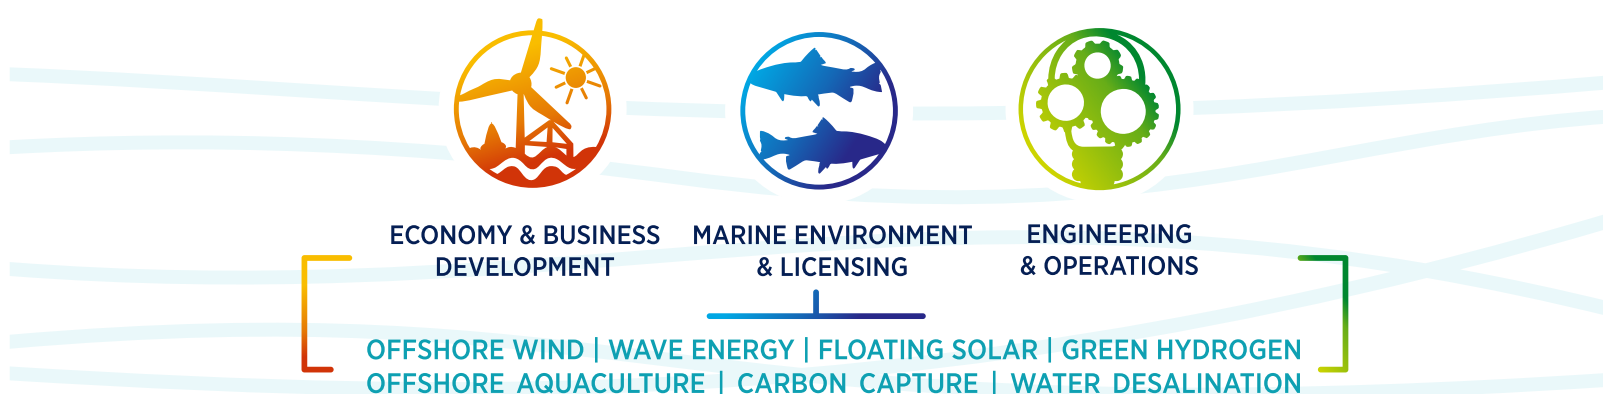 ECONOMY & BUSINESS
DEVELOPMENT
MARINE ENVIRONMENT
& LICENSING
ENGINEERING
& OPERATIONS
OFFSHORE WIND | WAVE ENERGY | FLOATING SOLAR | GREEN HYDROGEN
OFFSHORE AQUACULTURE | CARBON CAPTURE | WATER DESALINATION